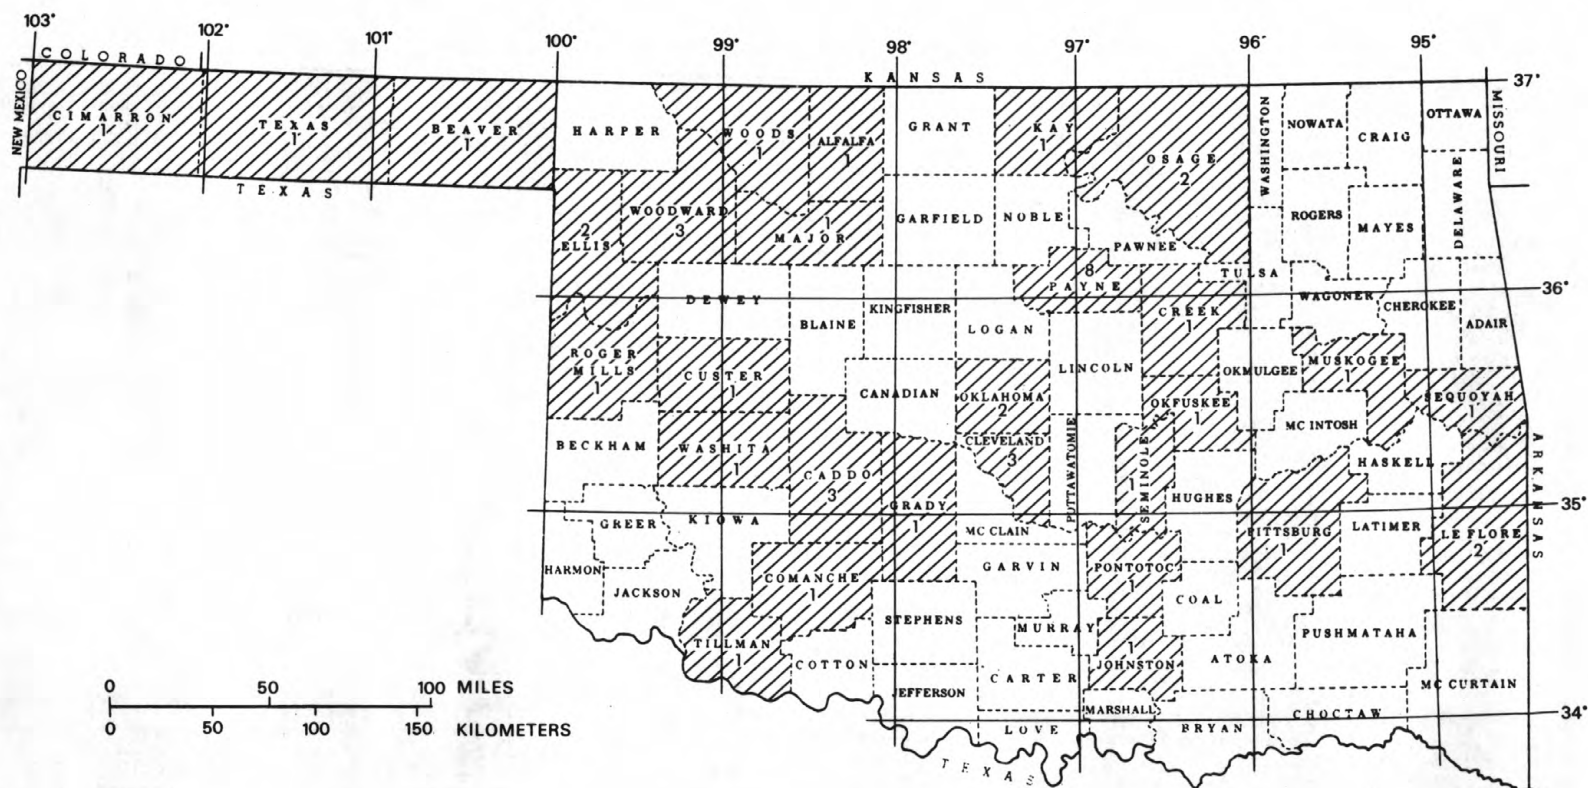 103° 102° 101° 100° 99° 98° 97° 96° 95°
COLORADO
KANSAS
37°
NEW MEXICO
MISSOURI
CIMARRON
1
TEXAS
1
BEAVER
1
HARPER
WOODS
1
ALFALFA
1
GRANT
KAY
1
OSAGE
2
WASHINGTON
NOWATA
CRAIG
OTTAWA
TEXAS
2
ELLIS
WOODWARD
3
1
MAJOR
GARFIELD
NOBLE
PAWNEE
ROGERS
MAYES
DELAWARE
8
PAYNE
TULSA
36°
DEWEY
BLAINE
KINGFISHER
LOGAN
CREEK
1
WAGONER
CHEROKEE
ADAIR
ROGER
MILLS
1
CUSTER
1
CANADIAN
OKLAHOMA
2
LINCOLN
OKMULGEE
MUSKOGEE
1
OKFUSKEE
1
SEQUOYAH
1
MC INTOSH
BECKHAM
WASHITA
1
CADDO
3
CLEVELAND
3
POTTAWATOMIE
1
SEMINOLE
HASKELL
ARKANSAS
GRADY
1
HUGHES
35°
GREER
KIOWA
MC CLAIN
PITTSBURG
1
LATIMER
LE FLORE
2
HARMON
JACKSON
COMANCHE
1
GARVIN
PONTOTOC
1
COAL
STEPHENS
MURRAY
PUSHMATAHA
TILLMAN
1
COTTON
1
JOHNSTON
ATOKA
CARTER
JEFFERSON
MC CURTAIN
MARSHALL
LOVE
BRYAN
CHOCTAW
34°
TEXAS
0 50 100 MILES
0 50 100 150 KILOMETERS